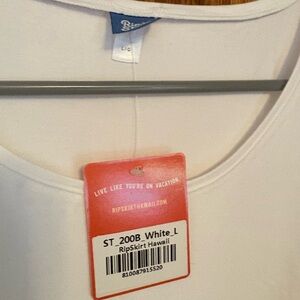 L/G
LIVE LIKE YOU'RE ON VACATION.
RIPSKIRTHAWAII.COM
ST_200B_White_L
RipSkirt Hawaii
810087915520